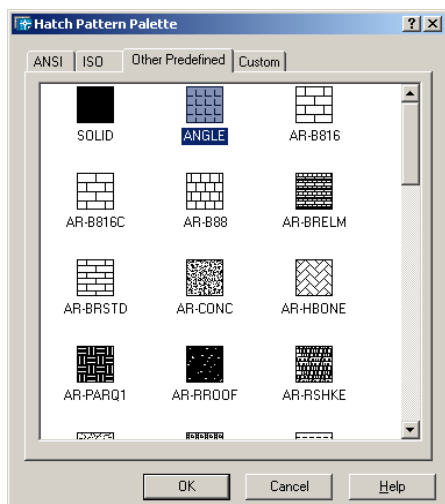 Hatch Pattern Palette
ANSI ISO Other Predefined Custom
SOLID ANGLE AR-B816
AR-B816C AR-B88 AR-BRELM
AR-BRSTD AR-CONC AR-HBONE
AR-PARQ1 AR-RROOF AR-RSHKE
OK Cancel Help